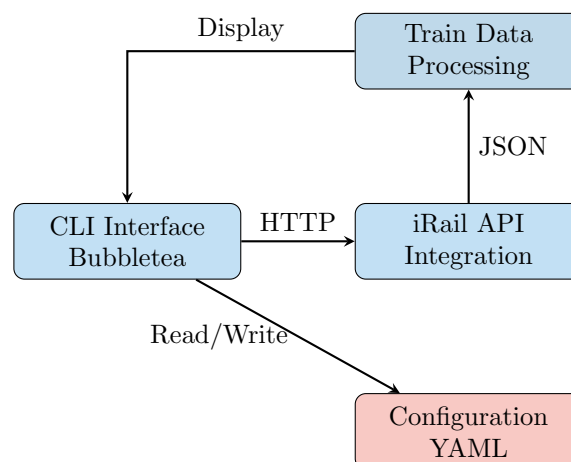 Display
Train Data
Processing
JSON
CLI Interface
Bubbletea
HTTP
iRail API
Integration
Read/Write
Configuration
YAML